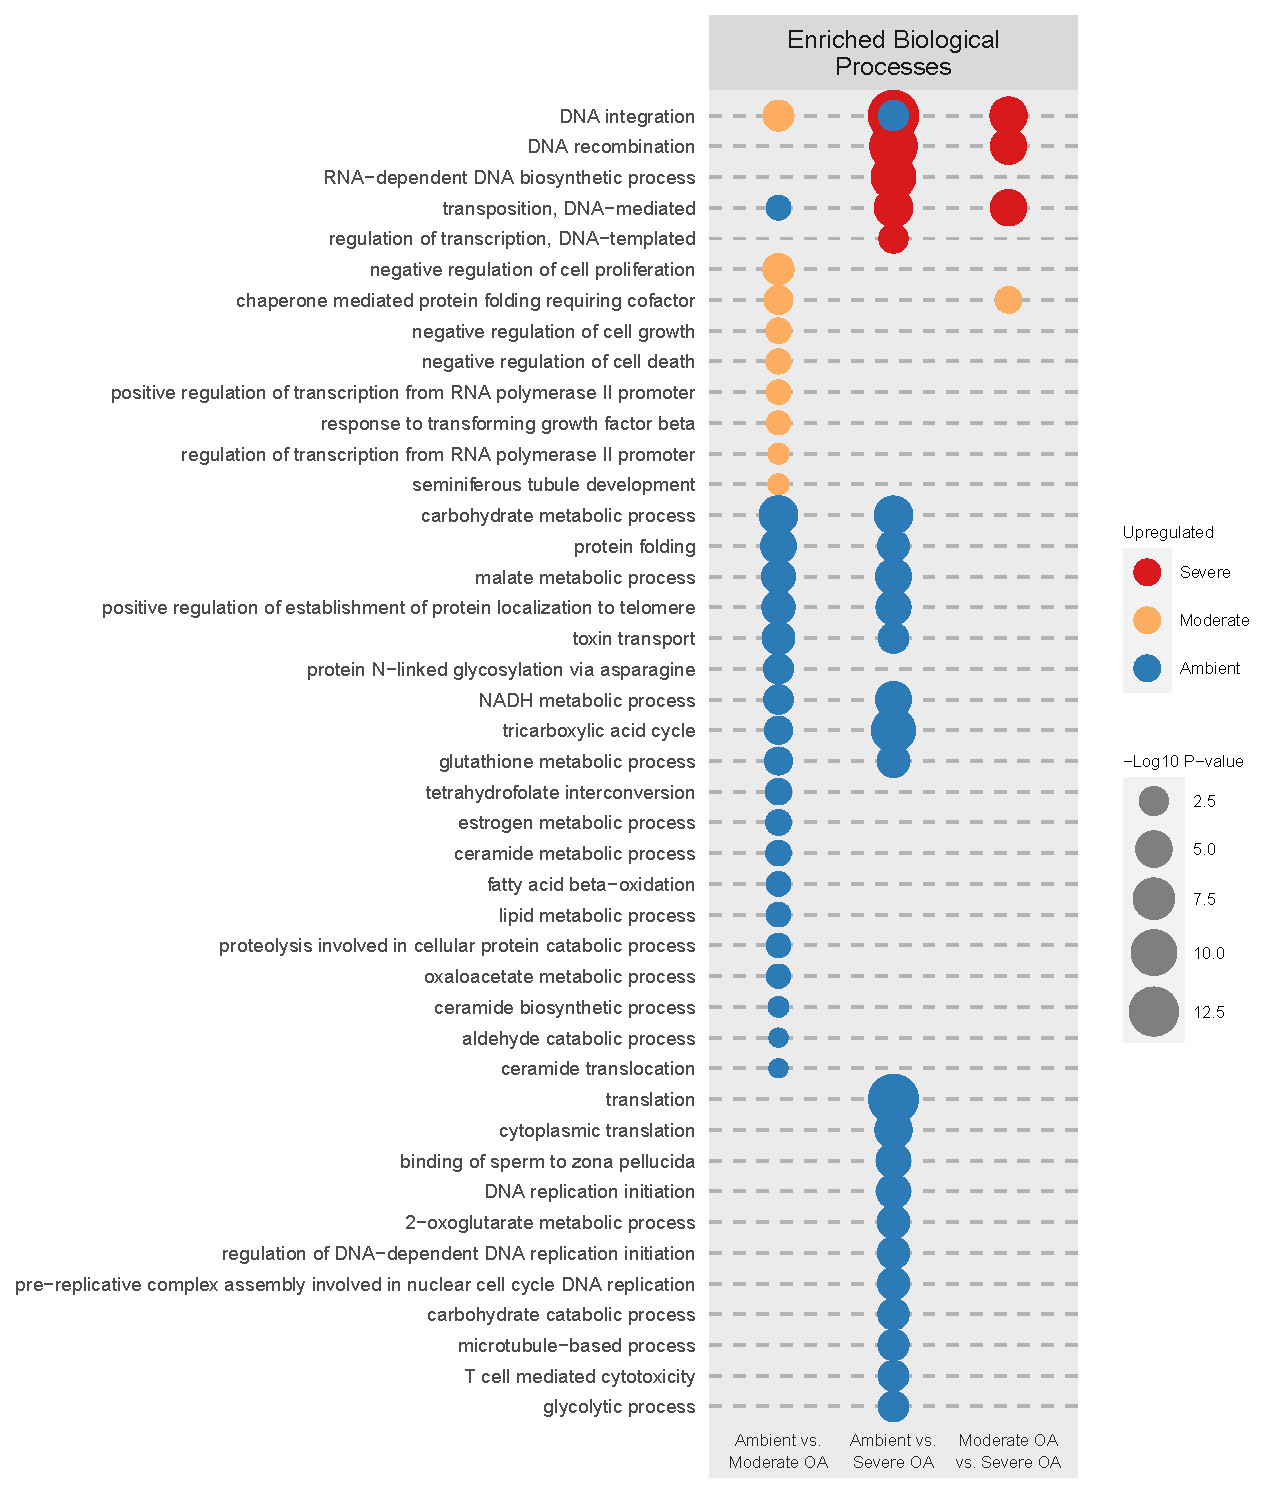 Enriched Biological
Processes
DNA integration
DNA recombination
RNA−dependent DNA biosynthetic process
transposition, DNA−mediated
regulation of transcription, DNA−templated
negative regulation of cell proliferation
chaperone mediated protein folding requiring cofactor
negative regulation of cell growth
negative regulation of cell death
positive regulation of transcription from RNA polymerase II promoter
response to transforming growth factor beta
regulation of transcription from RNA polymerase II promoter
seminiferous tubule development
carbohydrate metabolic process
protein folding
malate metabolic process
positive regulation of establishment of protein localization to telomere
toxin transport
protein N−linked glycosylation via asparagine
NADH metabolic process
tricarboxylic acid cycle
glutathione metabolic process
tetrahydrofolate interconversion
estrogen metabolic process
ceramide metabolic process
fatty acid beta−oxidation
lipid metabolic process
proteolysis involved in cellular protein catabolic process
oxaloacetate metabolic process
ceramide biosynthetic process
aldehyde catabolic process
ceramide translocation
translation
cytoplasmic translation
binding of sperm to zona pellucida
DNA replication initiation
2−oxoglutarate metabolic process
regulation of DNA−dependent DNA replication initiation
pre−replicative complex assembly involved in nuclear cell cycle DNA replication
carbohydrate catabolic process
microtubule−based process
T cell mediated cytotoxicity
glycolytic process
Ambient vs.
Moderate OA
Ambient vs.
Severe OA
Moderate OA
vs. Severe OA
Upregulated
Severe
Moderate
Ambient
−Log10 P−value
2.5
5.0
7.5
10.0
12.5